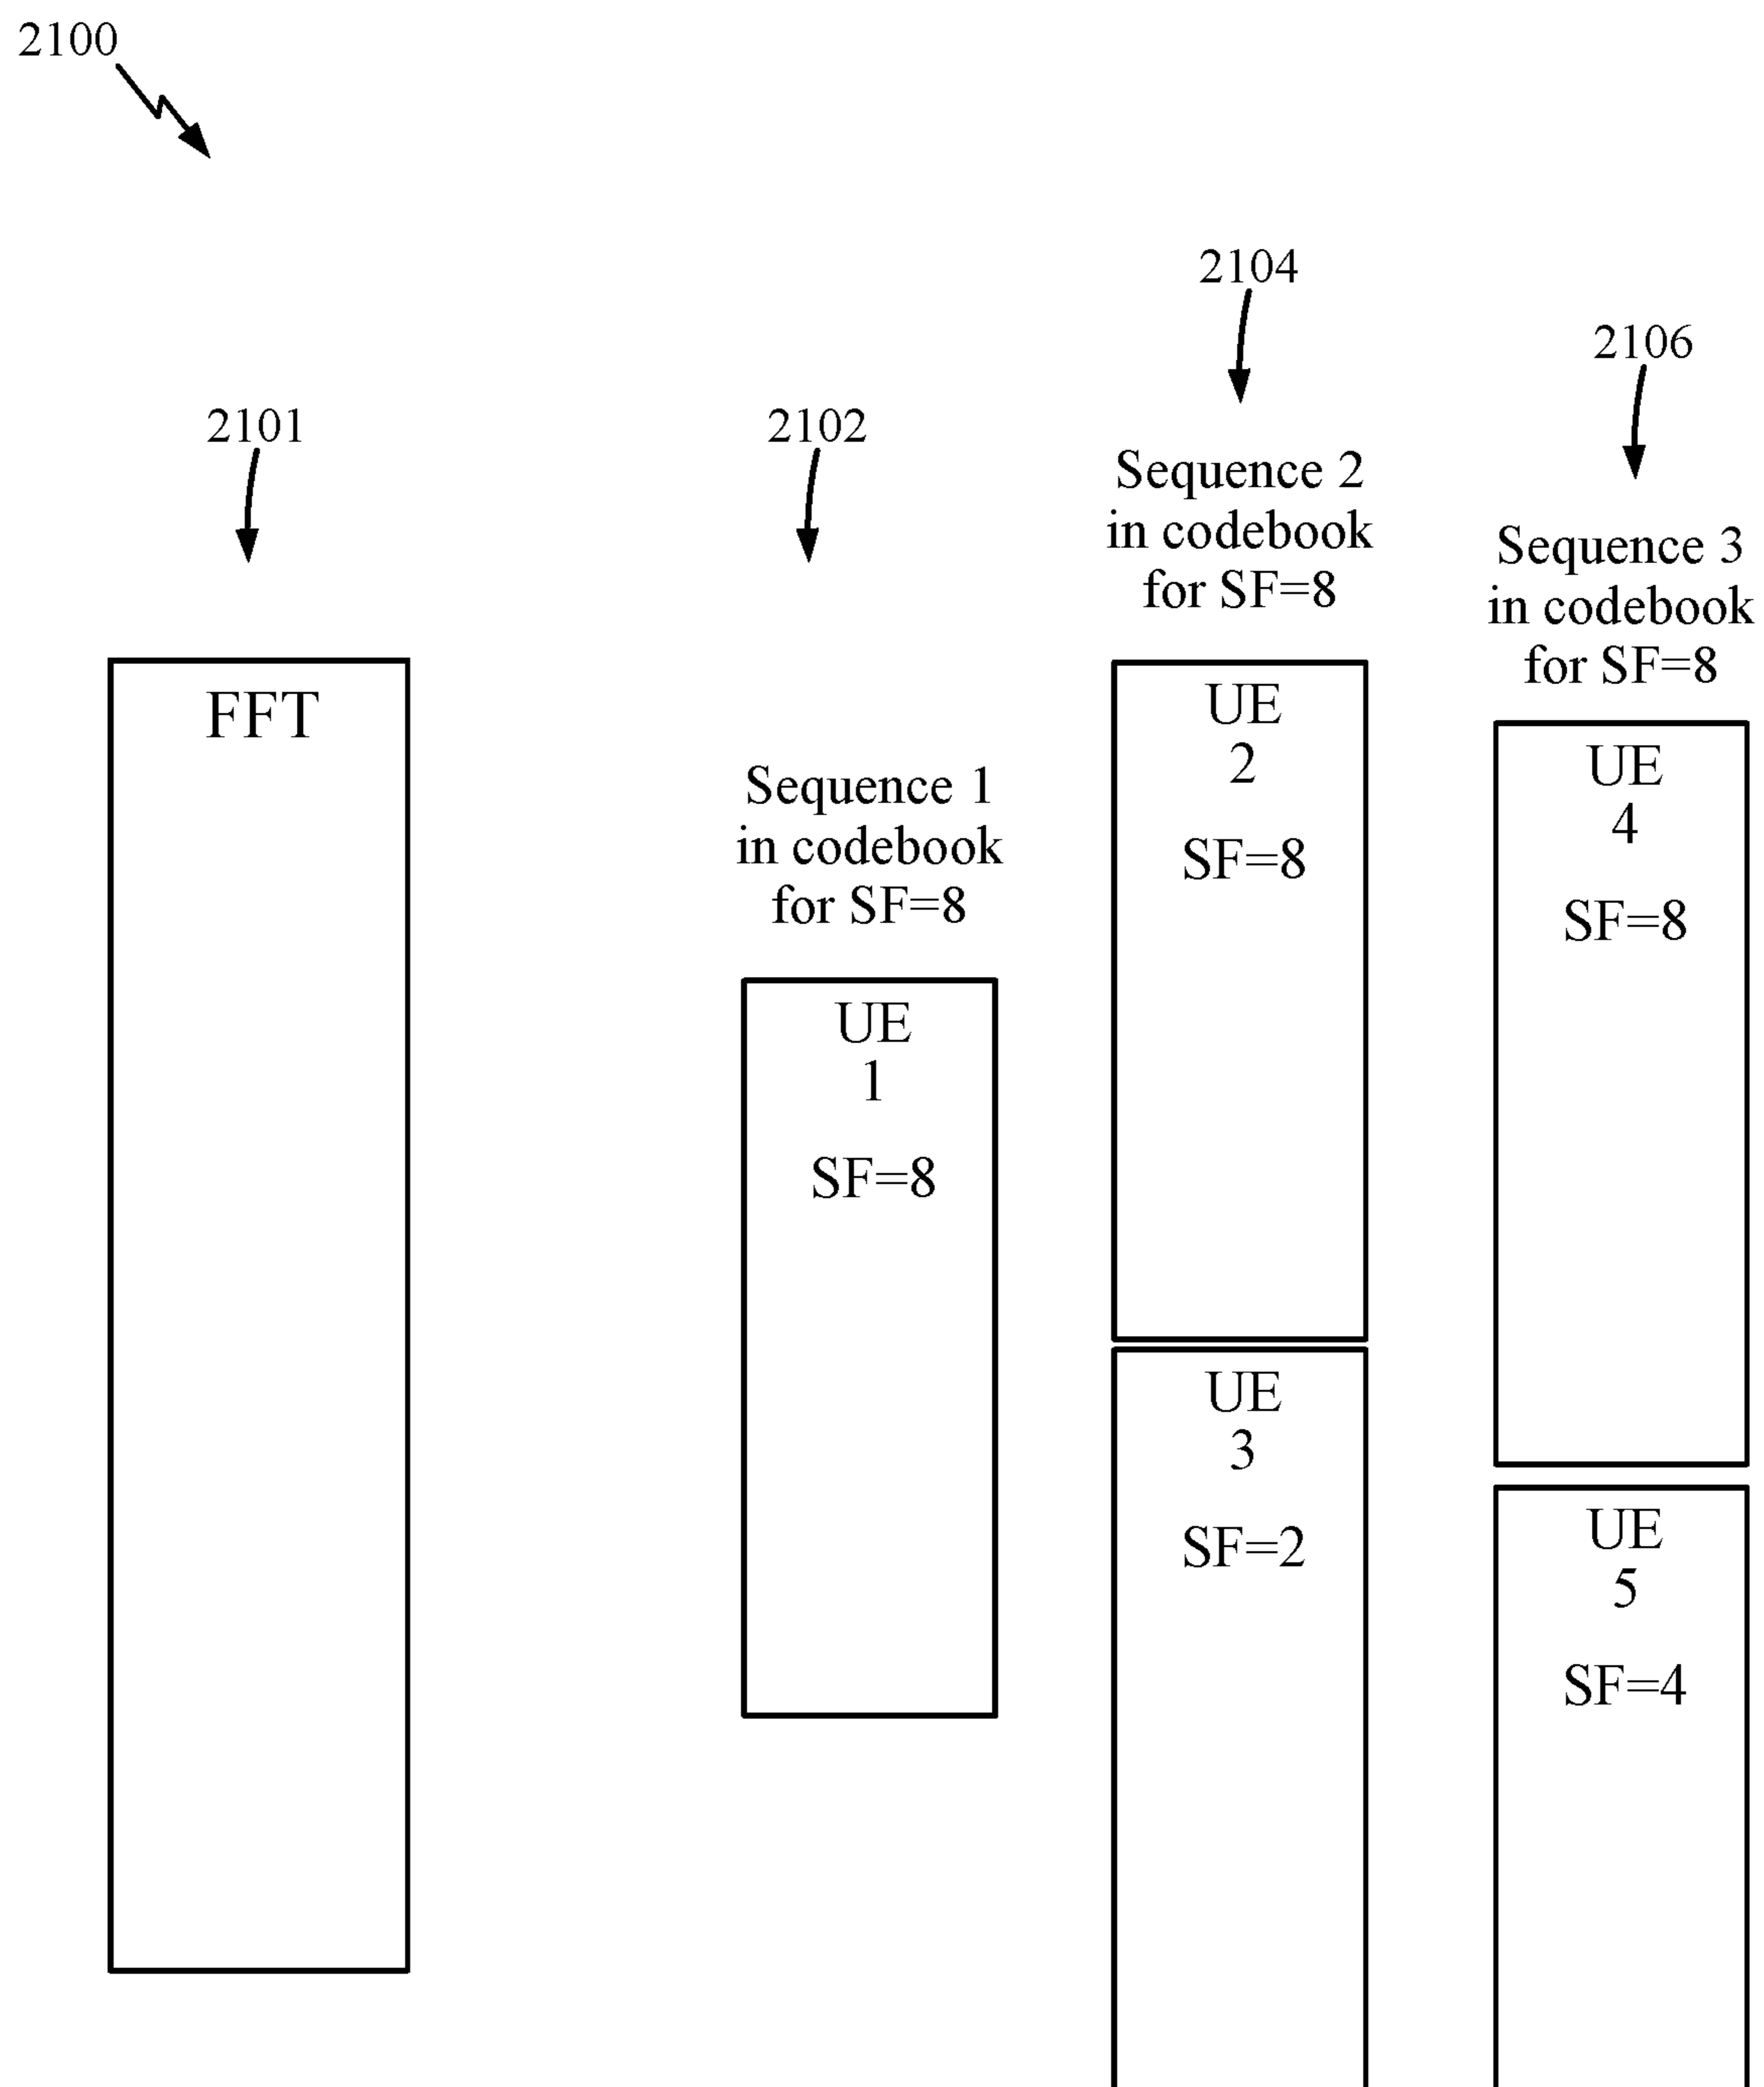 2100
2101
FFT
2102
Sequence 1
in codebook
for SF=8
UE
1
SF=8
2104
Sequence 2
in codebook
for SF=8
UE
2
SF=8
UE
3
SF=2
2106
Sequence 3
in codebook
for SF=8
UE
4
SF=8
UE
5
SF=4